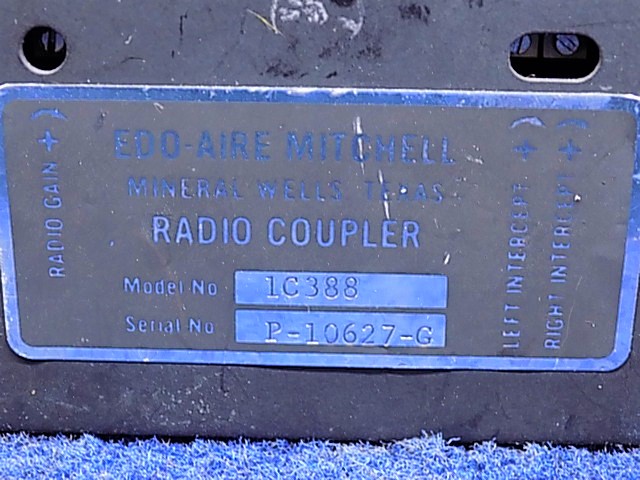 EDO-AIRE MITCHELL
MINERAL WELLS, TEXAS
RADIO COUPLER
Model No 1C388
Serial No P-10627-G
RADIO GAIN +
LEFT INTERCEPT +
RIGHT INTERCEPT +